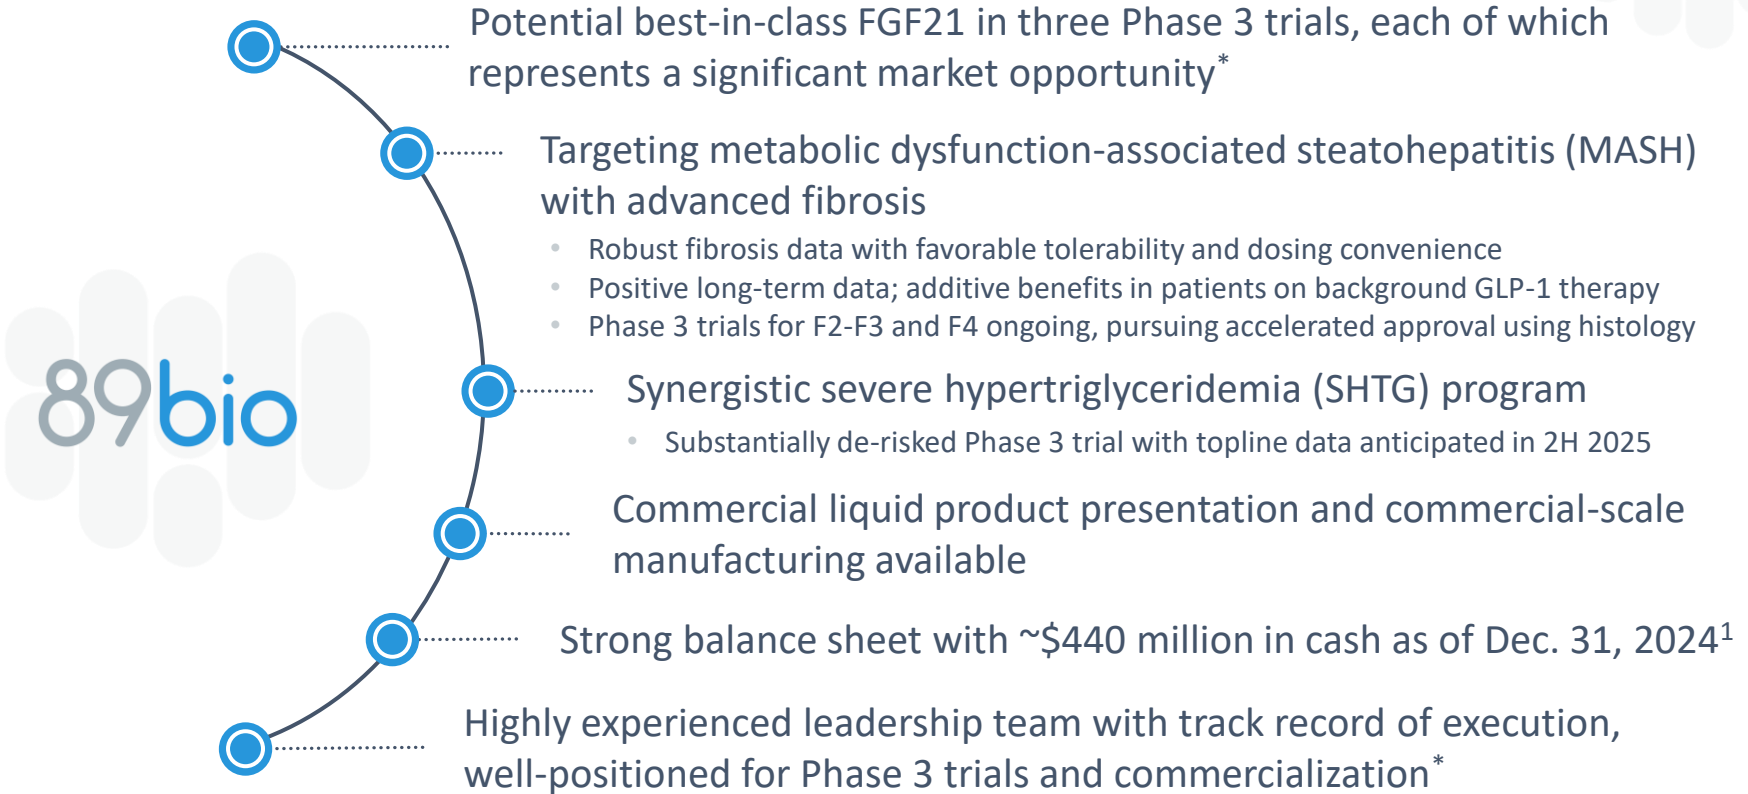 Potential best-in-class FGF21 in three Phase 3 trials, each of which
represents a significant market opportunity*
Targeting metabolic dysfunction-associated steatohepatitis (MASH)
with advanced fibrosis
• Robust fibrosis data with favorable tolerability and dosing convenience
• Positive long-term data; additive benefits in patients on background GLP-1 therapy
• Phase 3 trials for F2-F3 and F4 ongoing, pursuing accelerated approval using histology
89bio
Synergistic severe hypertriglyceridemia (SHTG) program
• Substantially de-risked Phase 3 trial with topline data anticipated in 2H 2025
Commercial liquid product presentation and commercial-scale
manufacturing available
Strong balance sheet with ~$440 million in cash as of Dec. 31, 2024¹
Highly experienced leadership team with track record of execution,
well-positioned for Phase 3 trials and commercialization*